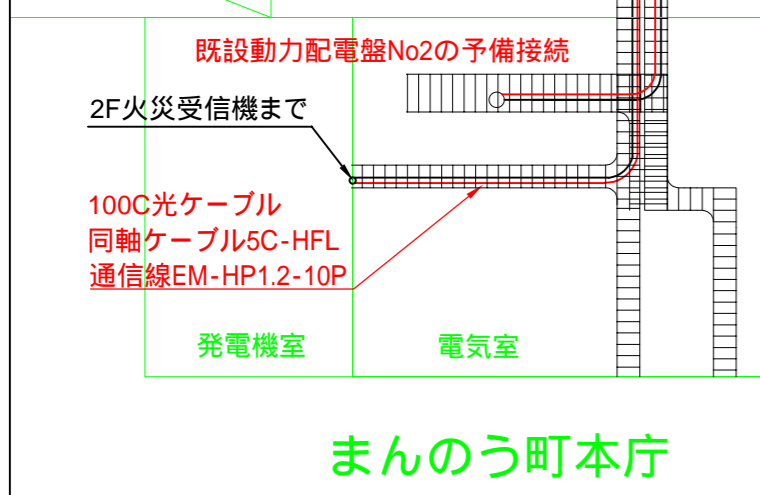 既設動力配電盤No2の予備接続
2F火災受信機まで
100C光ケーブル
同軸ケーブル5C-HFL
通信線EM-HP1.2-10P
発電機室
電気室
まんのう町本庁